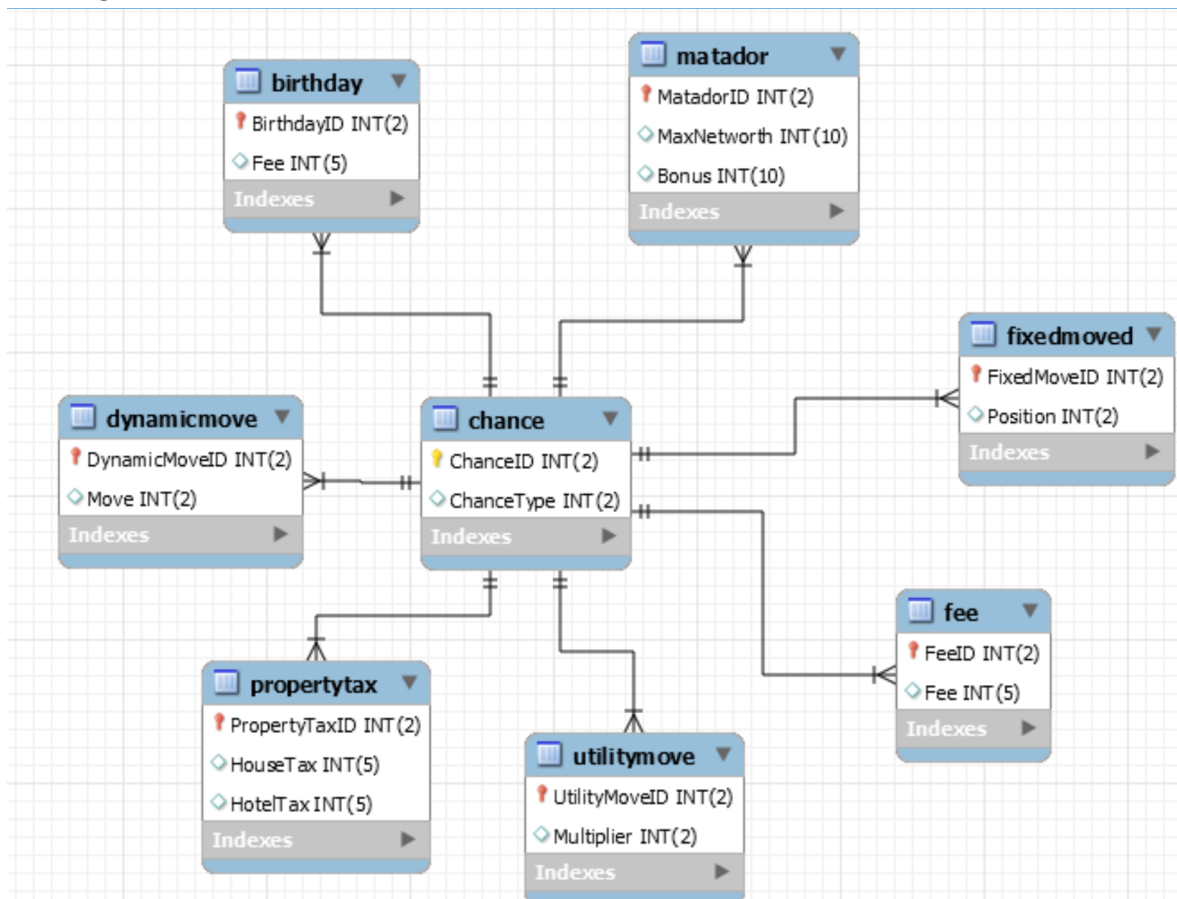 birthday
BirthdayID INT(2)
Fee INT(5)
Indexes
matador
MatadorID INT(2)
MaxNetworth INT(10)
Bonus INT(10)
Indexes
fixedmoved
FixedMoveID INT(2)
Position INT(2)
Indexes
dynamicmove
DynamicMoveID INT(2)
Move INT(2)
Indexes
chance
ChanceID INT(2)
ChanceType INT(2)
Indexes
fee
FeeID INT(2)
Fee INT(5)
Indexes
propertytax
PropertyTaxID INT(2)
HouseTax INT(5)
HotelTax INT(5)
Indexes
utilitymove
UtilityMoveID INT(2)
Multiplier INT(2)
Indexes